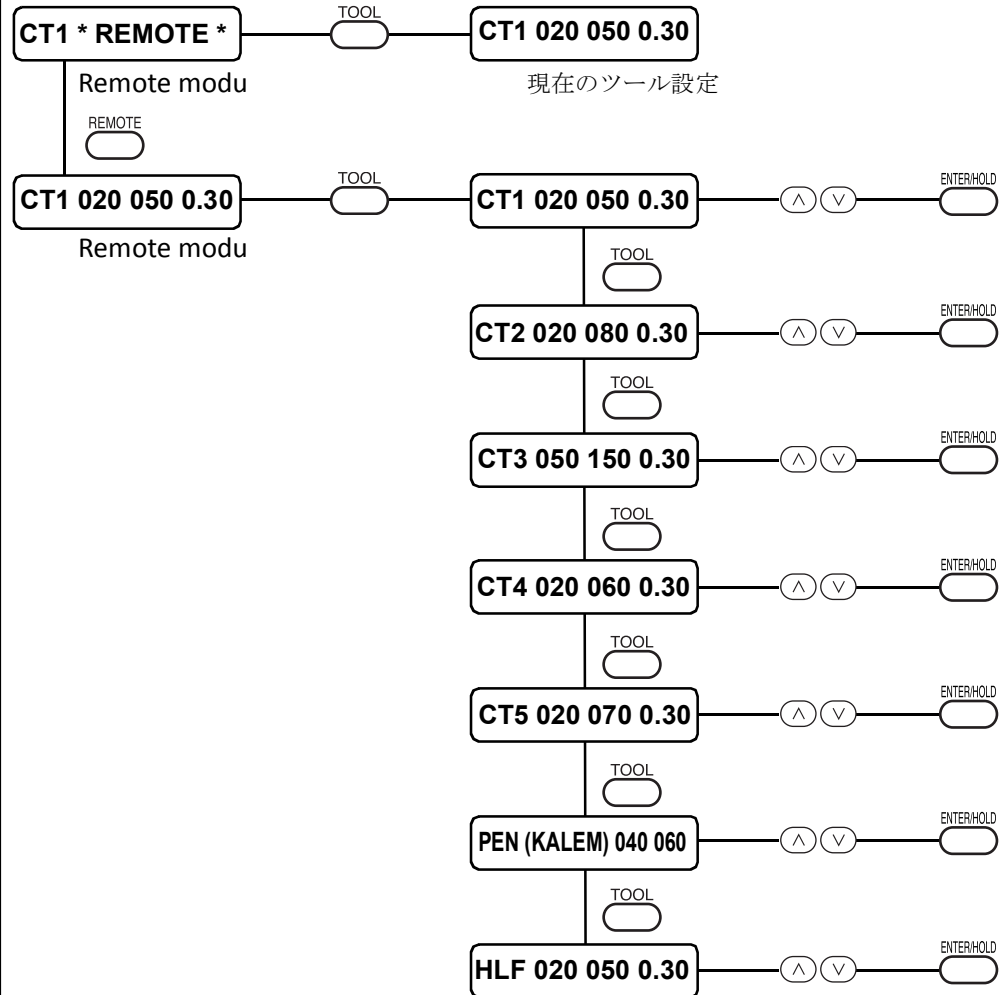 CT1 * REMOTE *
TOOL
CT1 020 050 0.30
Remote modu
現在のツール設定
REMOTE
CT1 020 050 0.30
TOOL
CT1 020 050 0.30
ENTER/HOLD
Remote modu
TOOL
CT2 020 080 0.30
ENTER/HOLD
TOOL
CT3 050 150 0.30
ENTER/HOLD
TOOL
CT4 020 060 0.30
ENTER/HOLD
TOOL
CT5 020 070 0.30
ENTER/HOLD
TOOL
PEN (KALEM) 040 060
ENTER/HOLD
TOOL
HLF 020 050 0.30
ENTER/HOLD